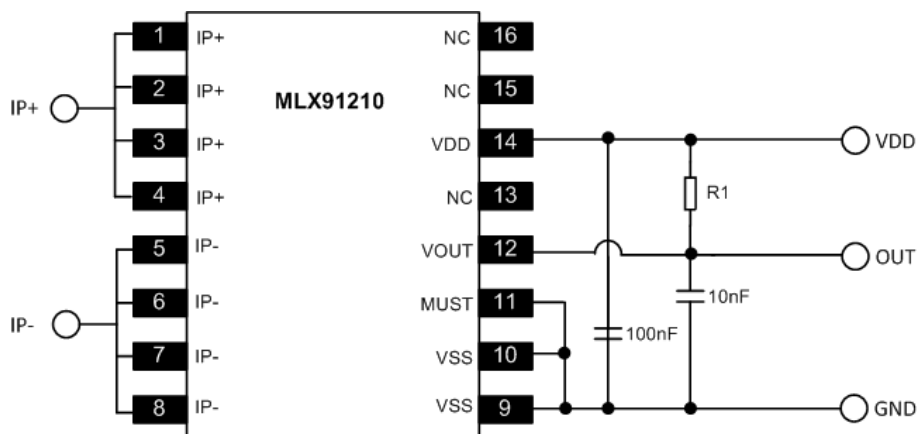 MLX91210
IP+
1 IP+
2 IP+
3 IP+
4 IP+
IP-
5 IP-
6 IP-
7 IP-
8 IP-
NC 16
NC 15
VDD 14
NC 13
VOUT 12
MUST 11
VSS 10
VSS 9
VDD
R1
OUT
10nF
100nF
GND